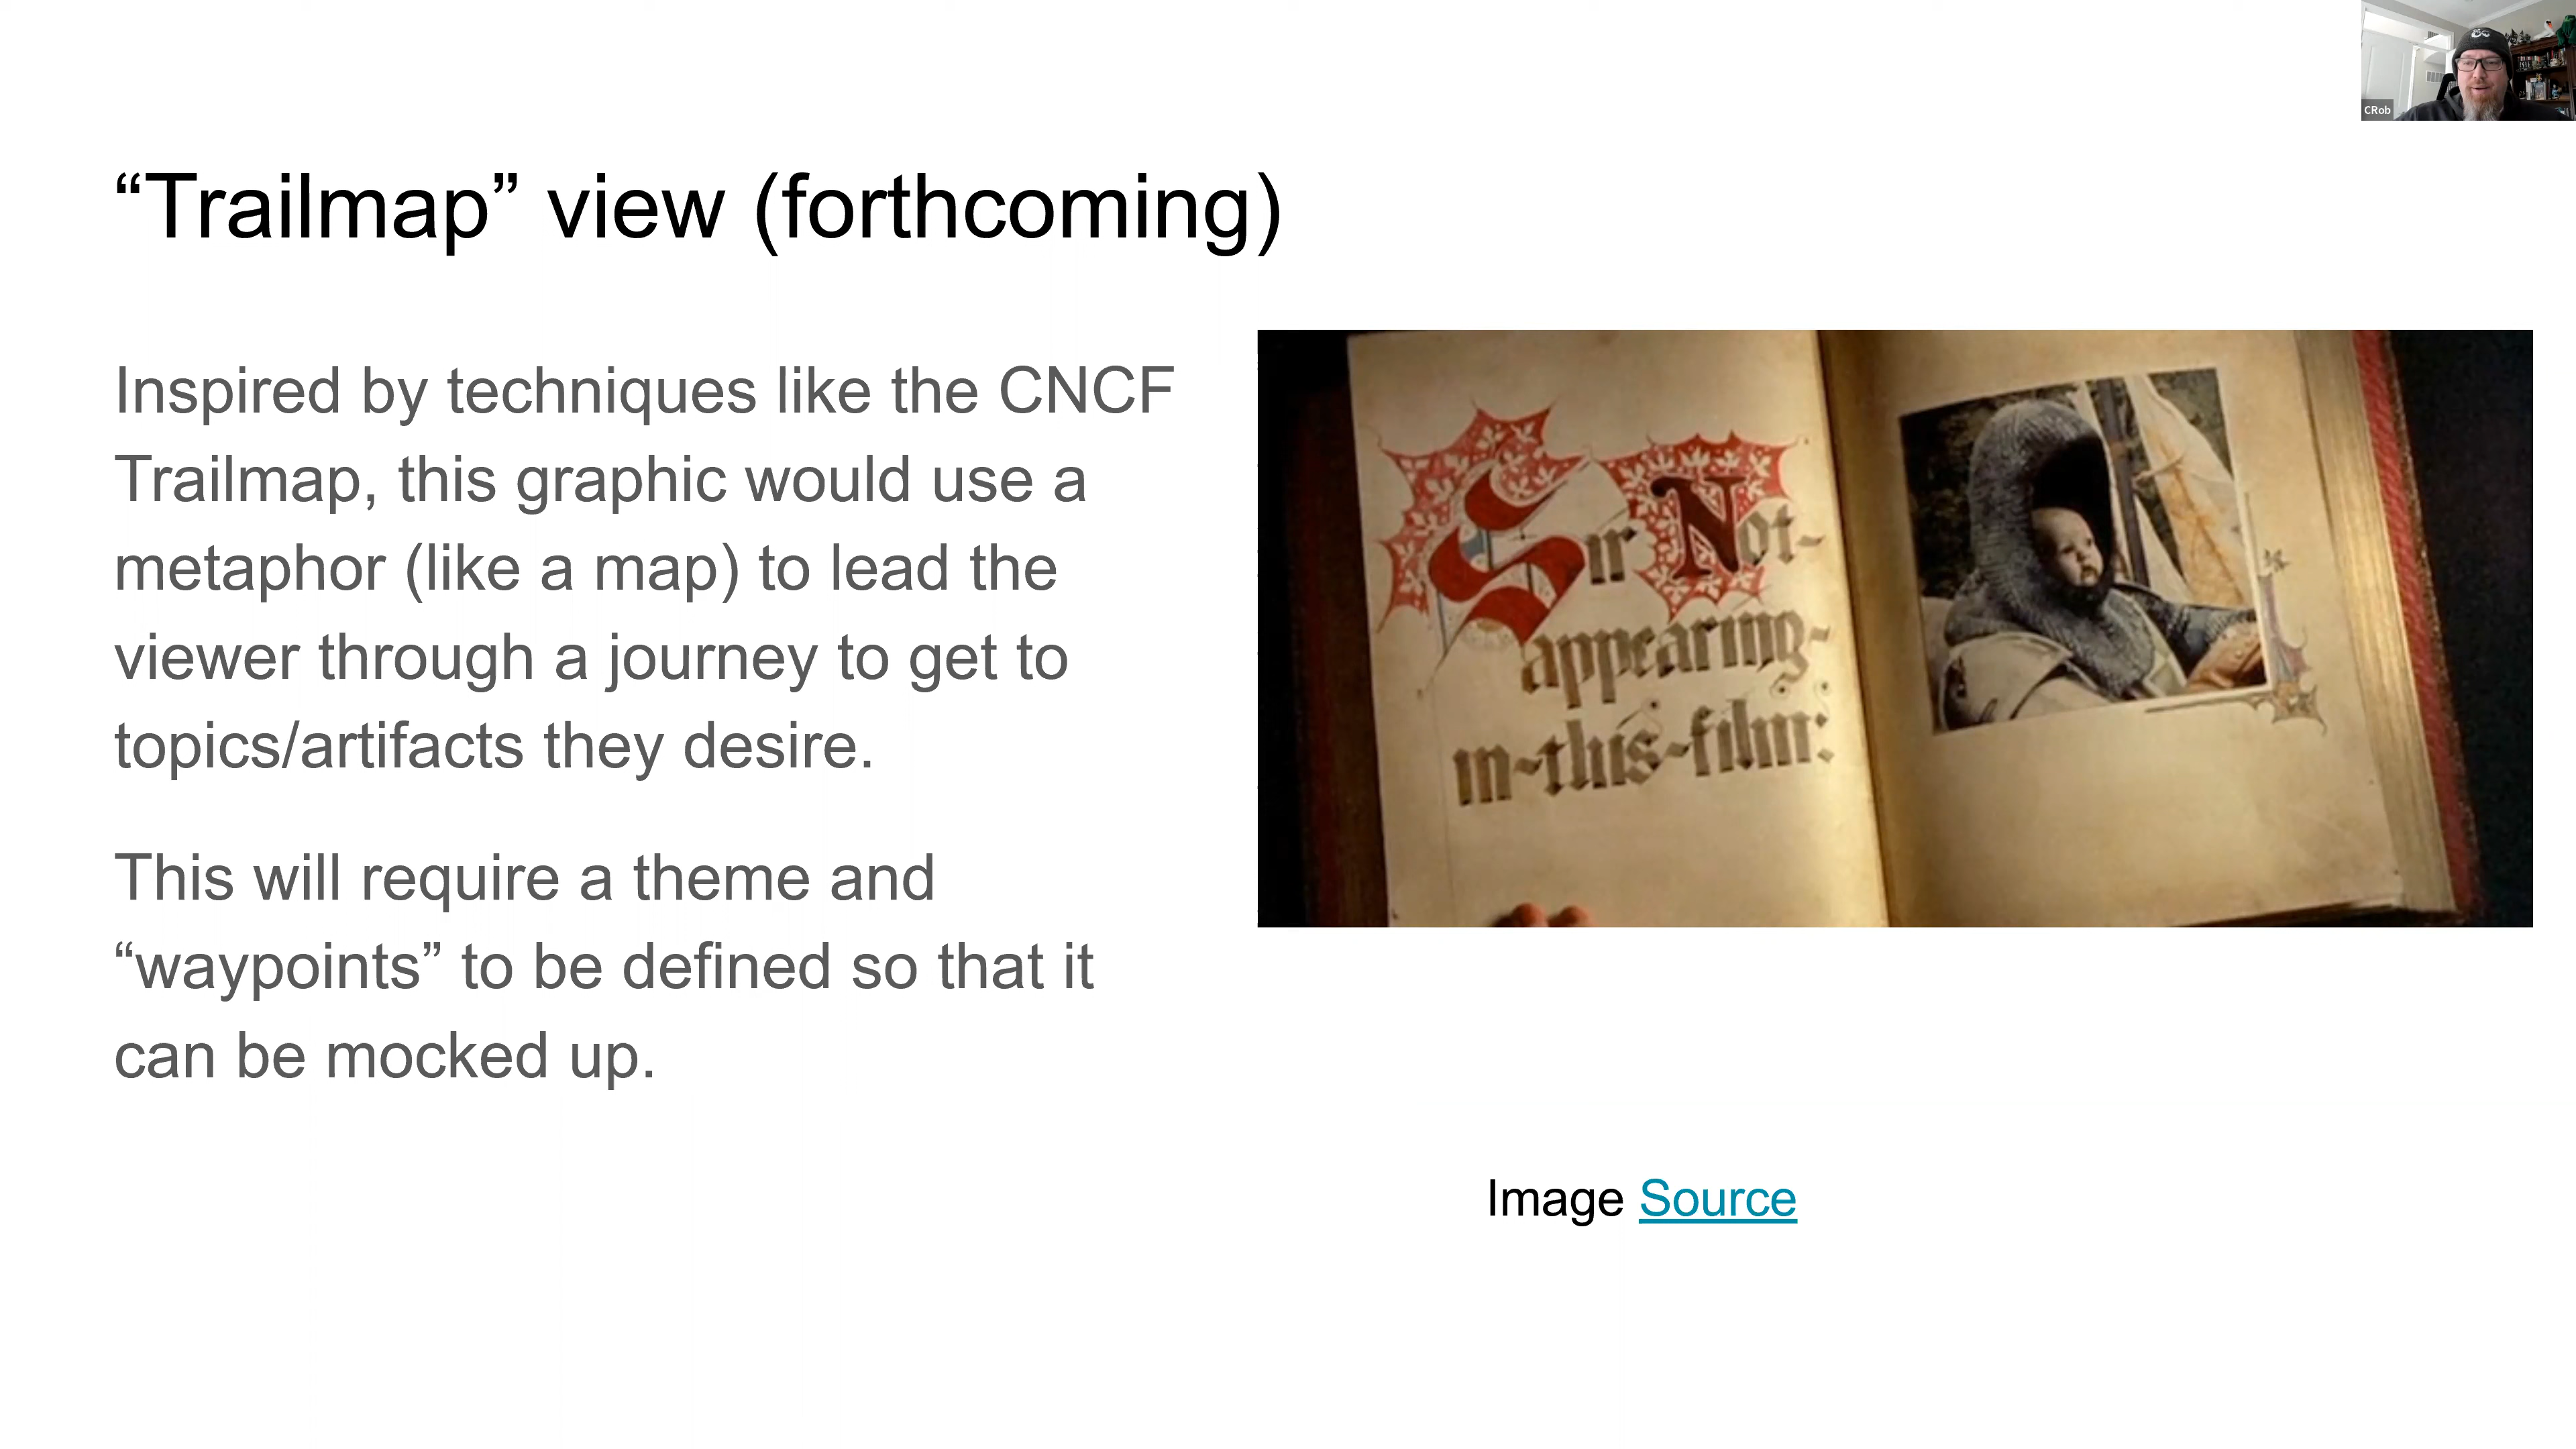 CRob
“Trailmap” view (forthcoming)
Inspired by techniques like the CNCF
Trailmap, this graphic would use a
metaphor (like a map) to lead the
viewer through a journey to get to
topics/artifacts they desire.
This will require a theme and
“waypoints” to be defined so that it
can be mocked up.
Sir Not-
appearing-
in-this-film:
Image Source